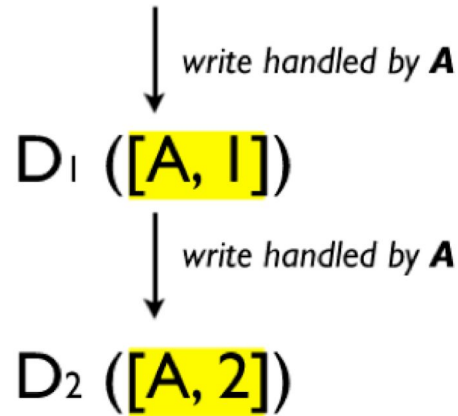 write handled by A
D1 ([A, 1])
write handled by A
D2 ([A, 2])